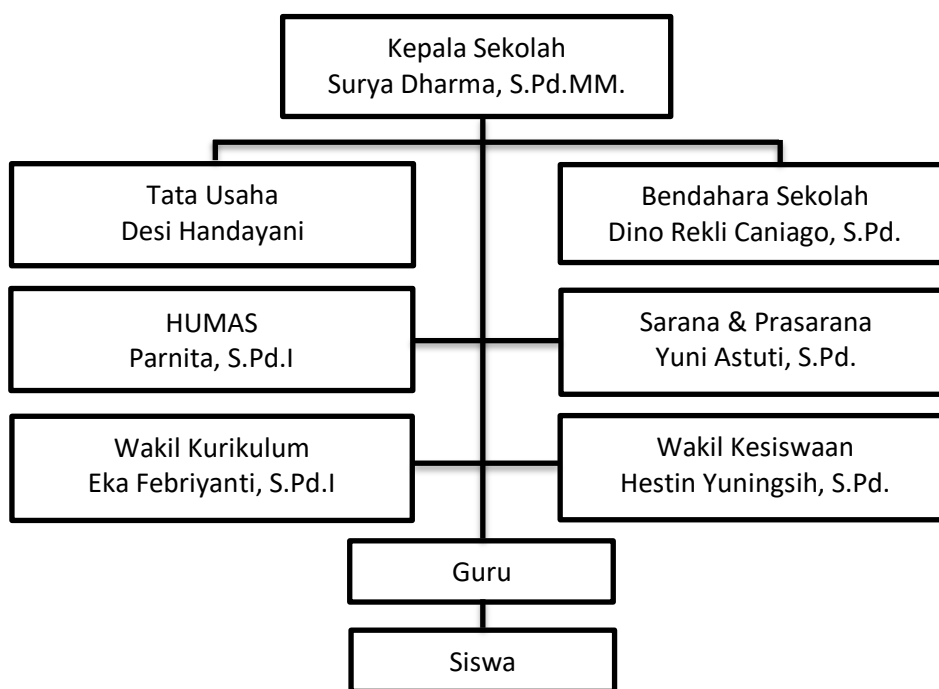 Kepala Sekolah
Surya Dharma, S.Pd.MM.
Tata Usaha
Desi Handayani
Bendahara Sekolah
Dino Rekli Caniago, S.Pd.
HUMAS
Parnita, S.Pd.I
Sarana & Prasarana
Yuni Astuti, S.Pd.
Wakil Kurikulum
Eka Febriyanti, S.Pd.I
Wakil Kesiswaan
Hestin Yuningsih, S.Pd.
Guru
Siswa